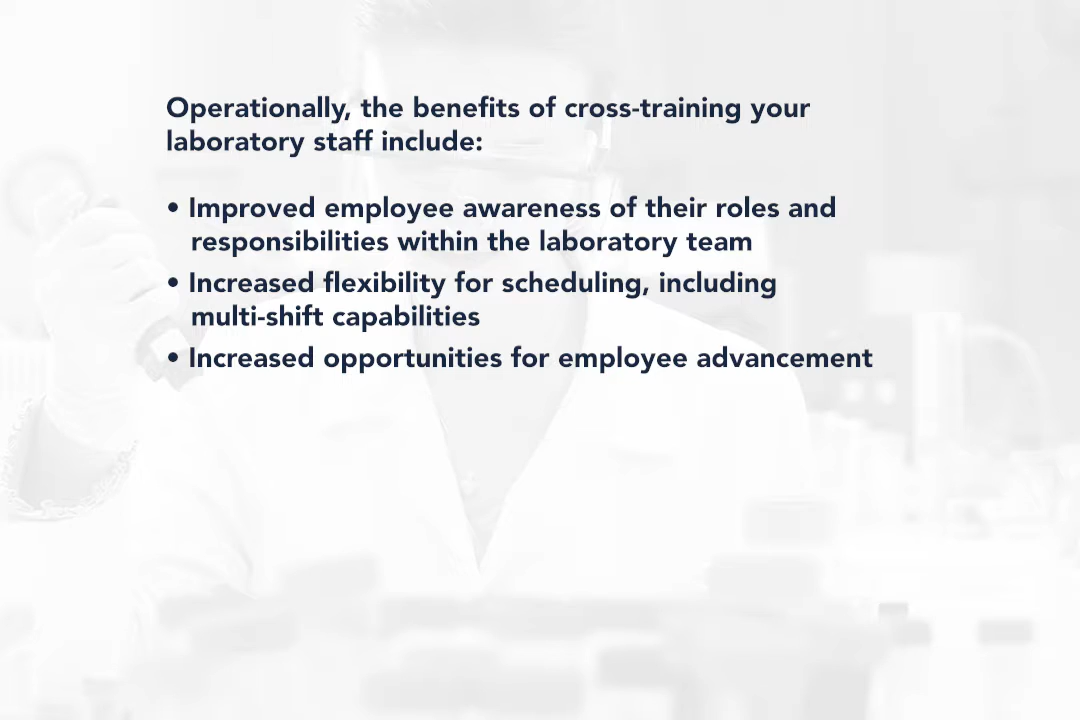 Operationally, the benefits of cross-training your
laboratory staff include:
• Improved employee awareness of their roles and
responsibilities within the laboratory team
• Increased flexibility for scheduling, including
multi-shift capabilities
• Increased opportunities for employee advancement